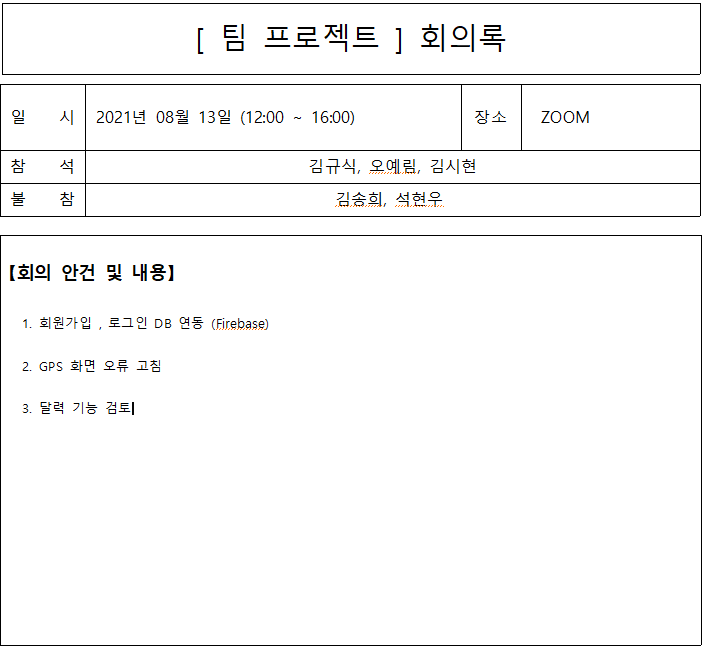 [ 팀 프로젝트 ] 회의록
일 시 2021년 08월 13일 (12:00 ~ 16:00) 장소 ZOOM
참 석 김규식, 오예림, 김시현
불 참 김송희, 석현우
【회의 안건 및 내용】
1. 회원가입 , 로그인 DB 연동 (Firebase)
2. GPS 화면 오류 고침
3. 달력 기능 검토